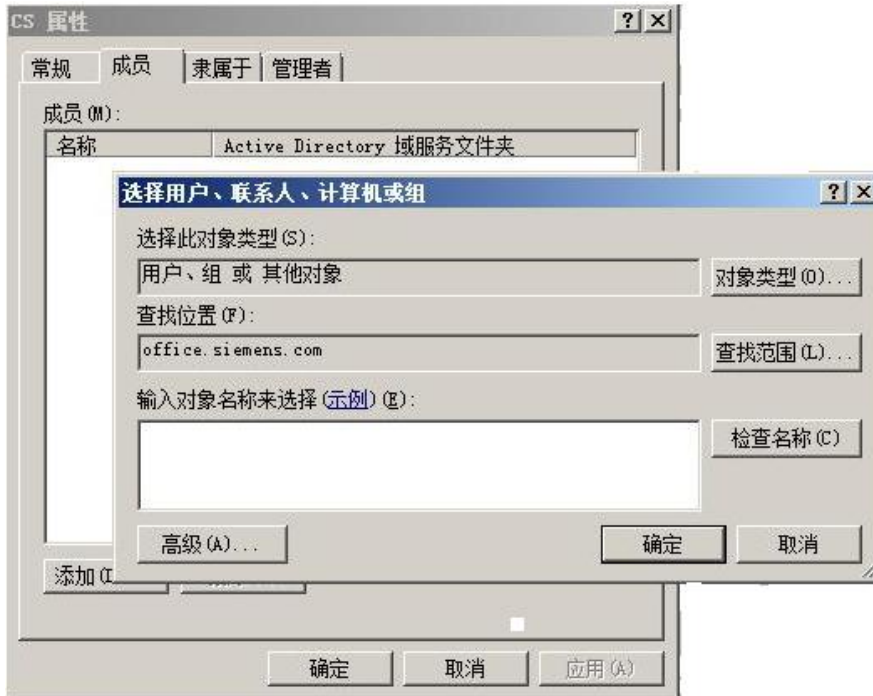 CS 属性
常规 成员 隶属于 管理者
成员(M):
名称 Active Directory 域服务文件夹
选择用户、联系人、计算机或组
选择此对象类型(S):
用户、组 或 其他对象 对象类型(O)...
查找位置(F):
office.siemens.com 查找范围(L)...
输入对象名称来选择(示例)(E):
检查名称(C)
高级(A)... 确定 取消
添加
确定 取消 应用(A)